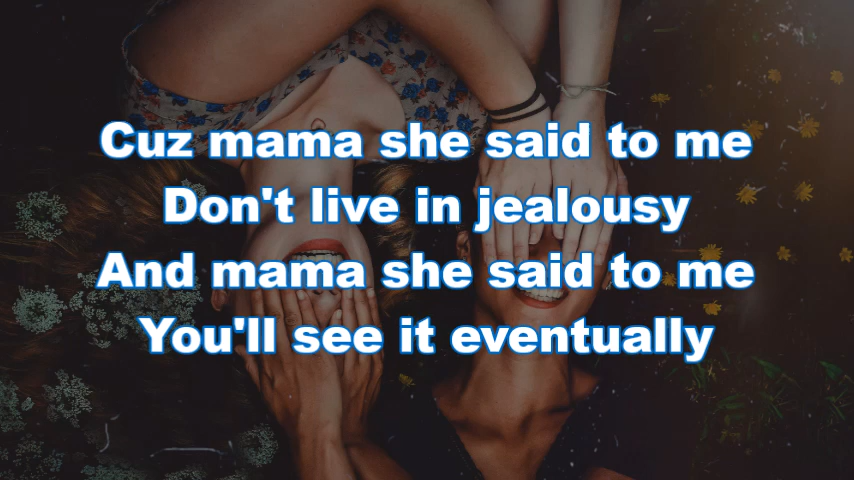 Cuz mama she said to me
Don't live in jealousy
And mama she said to me
You'll see it eventually